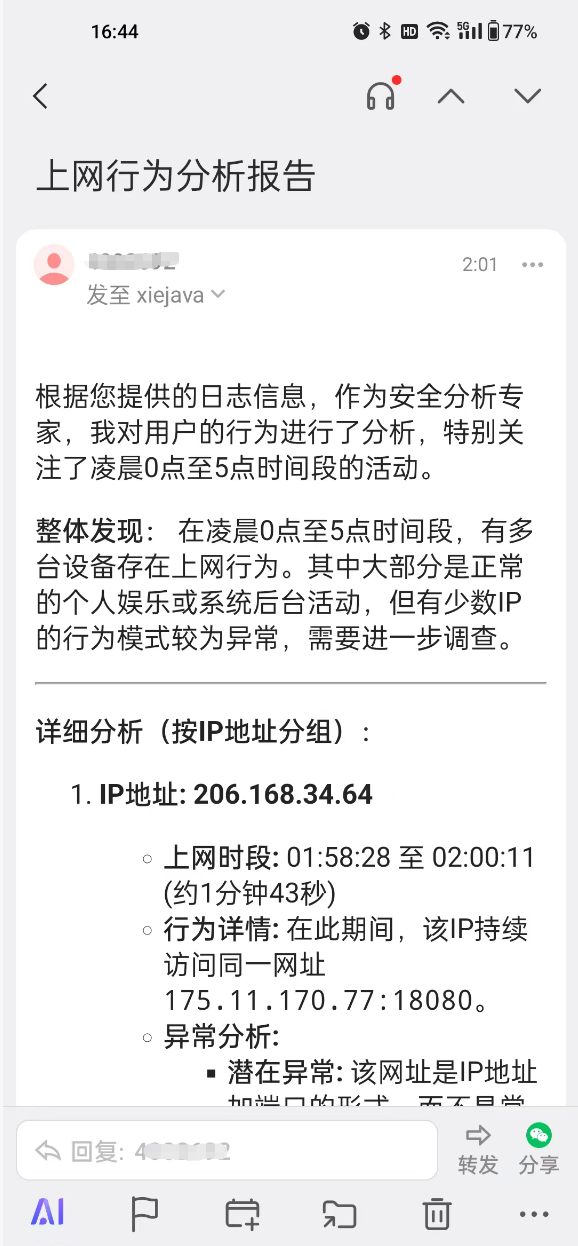 16:44
HD 5G 77%
上网行为分析报告
2:01
发至 xiejava
根据您提供的日志信息，作为安全分析专
家，我对用户的行为进行了分析，特别关
注了凌晨0点至5点时间段的活动。
整体发现： 在凌晨0点至5点时间段，有多
台设备存在上网行为。其中大部分是正常
的个人娱乐或系统后台活动，但有少数IP
的行为模式较为异常，需要进一步调查。
详细分析（按IP地址分组）：
1. IP地址: 206.168.34.64
上网时段: 01:58:28 至 02:00:11
(约1分钟43秒)
行为详情: 在此期间，该IP持续
访问同一网址
175.11.170.77:18080。
异常分析:
潜在异常: 该网址是IP地址
加端口的形式，而不是常
回复:
转发
分享
AI